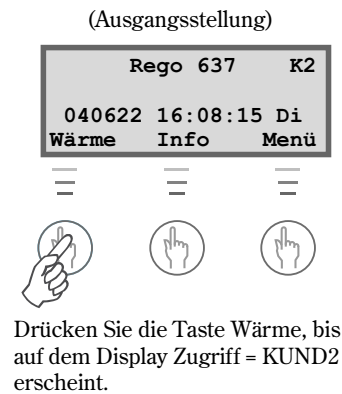 (Ausgangsstellung)
Rego 637 K2
040622 16:08:15 Di
Wärme Info Menü
Drücken Sie die Taste Wärme, bis
auf dem Display Zugriff = KUND2
erscheint.